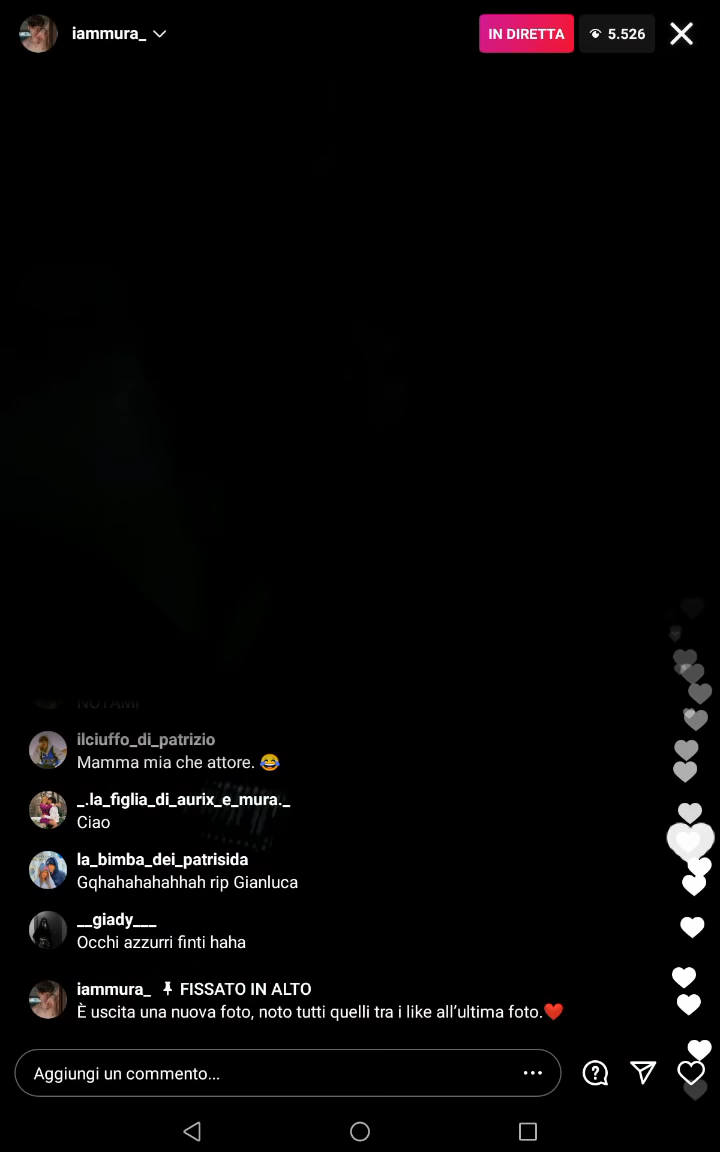 iammura_
IN DIRETTA
5.526
NOTAMI
ilciuffo_di_patrizio
Mamma mia che attore. 😂
_.la_figlia_di_aurix_e_mura._
Ciao
la_bimba_dei_patrisida
Gqhahahahahhah rip Gianluca
__giady___
Occhi azzurri finti haha
iammura_ 📌 FISSATO IN ALTO
È uscita una nuova foto, noto tutti quelli tra i like all'ultima foto.❤️
Aggiungi un commento...